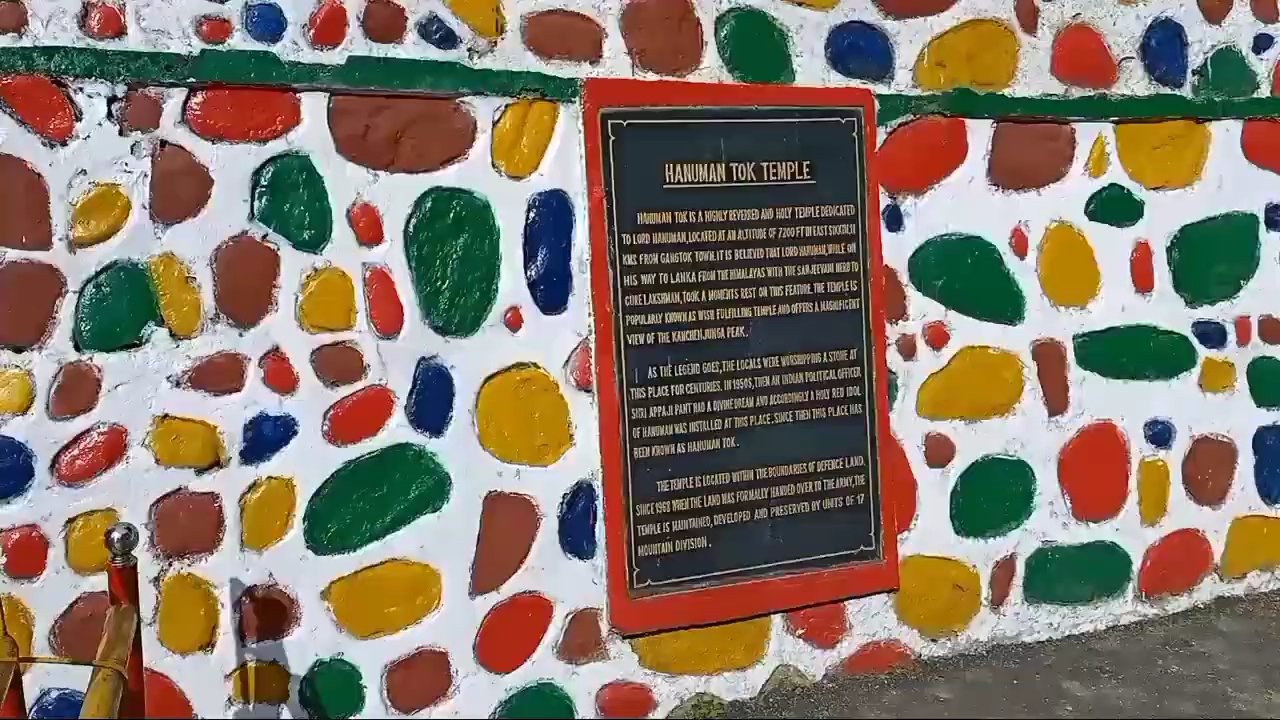 HANUMAN TOK TEMPLE
HANUMAN TOK IS A HIGHLY REVERED AND HOLY TEMPLE DEDICATED
TO LORD HANUMAN, LOCATED AT AN ALTITUDE OF 7200 FT OF EAST SIKKIM, 11
KMS FROM GANGTOK TOWN. IT IS BELIEVED THAT LORD HANUMAN, WHILE ON
HIS WAY TO LANKA FROM THE HIMALAYAS WITH THE SANJEEVANI HERB TO
CURE LAKSHMAN, TOOK A MOMENTS REST ON THIS FEATURE. THE TEMPLE IS
POPULARLY KNOWN AS WISH FULFILLING TEMPLE AND OFFERS A MAGNIFICENT
VIEW OF THE KANCHENJUNGA PEAK.
AS THE LEGEND GOES, THE LOCALS WERE WORSHIPPING A STONE AT
THIS PLACE FOR CENTURIES. IN 1950S, THEN AN INDIAN POLITICAL OFFICER
SHRI APPAJI PANT HAD A DIVINE DREAM AND ACCORDINGLY A HOLY RED IDOL
OF HANUMAN WAS INSTALLED AT THIS PLACE. SINCE THEN THIS PLACE HAS
BEEN KNOWN AS HANUMAN TOK.
THE TEMPLE IS LOCATED WITHIN THE BOUNDARIES OF DEFENCE LAND.
SINCE 1968 WHEN THE LAND WAS FORMALLY HANDED OVER TO THE ARMY, THE
TEMPLE IS MAINTAINED, DEVELOPED AND PRESERVED BY UNITS OF 17
MOUNTAIN DIVISION.